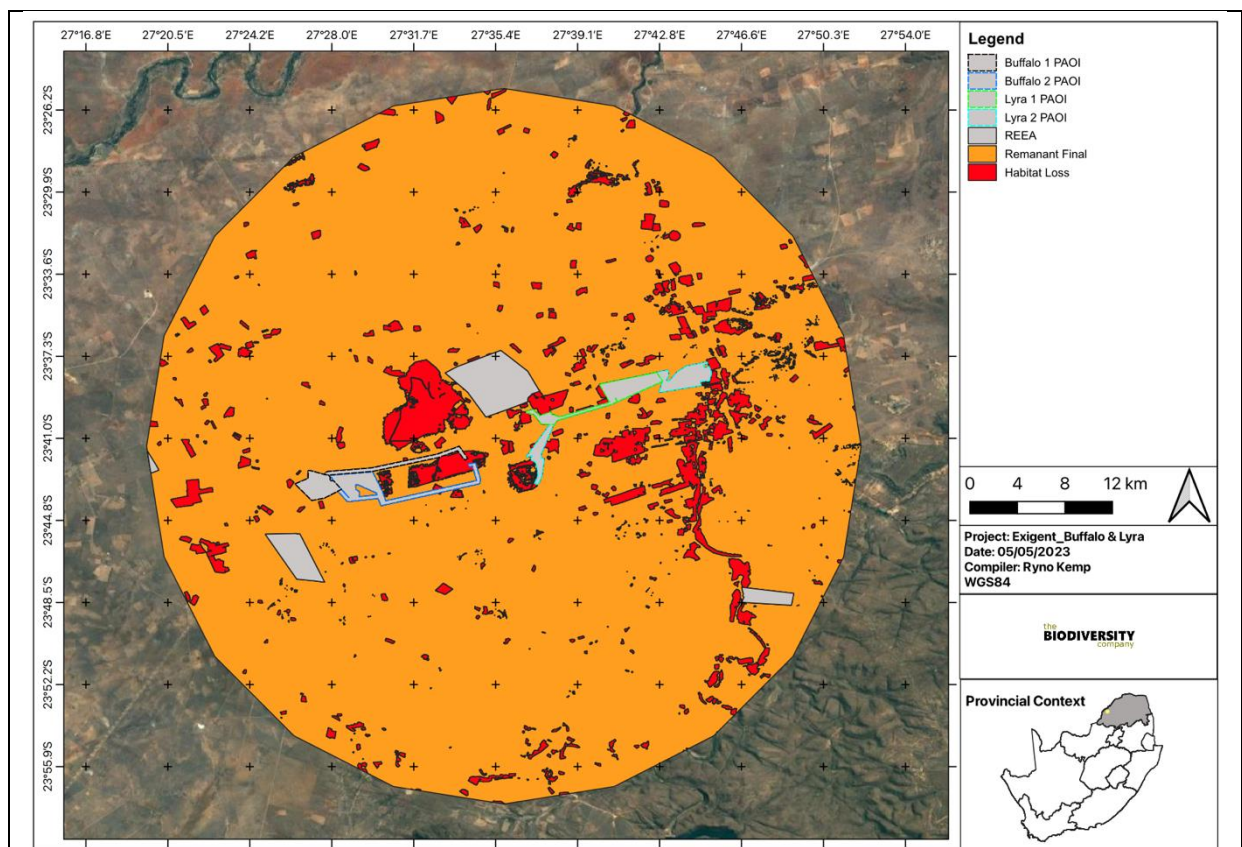 27°16.8'E 27°20.5'E 27°24.2'E 27°28.0'E 27°31.7'E 27°35.4'E 27°39.1'E 27°42.8'E 27°46.6'E 27°50.3'E 27°54.0'E
23°26.2'S
23°29.9'S
23°33.6'S
23°37.3'S
23°41.0'S
23°44.8'S
23°48.5'S
23°52.2'S
23°55.9'S
Legend
Buffalo 1 PAOI
Buffalo 2 PAOI
Lyra 1 PAOI
Lyra 2 PAOI
REEA
Remanant Final
Habitat Loss
0 4 8 12 km
Project: Exigent_Buffalo & Lyra
Date: 05/05/2023
Compiler: Ryno Kemp
WGS84
the
BIODIVERSITY
company
Provincial Context